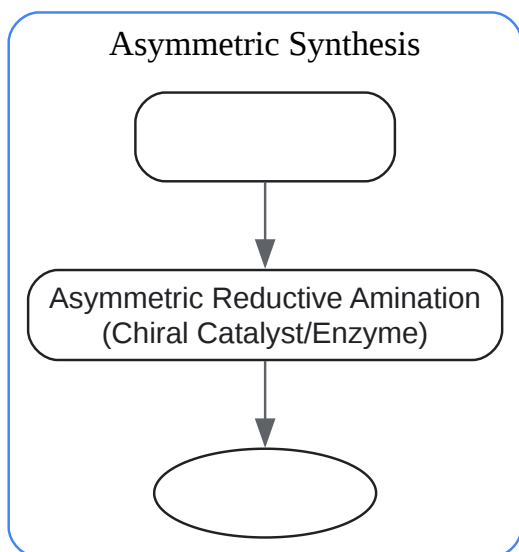 Asymmetric Synthesis
Asymmetric Reductive Amination
(Chiral Catalyst/Enzyme)